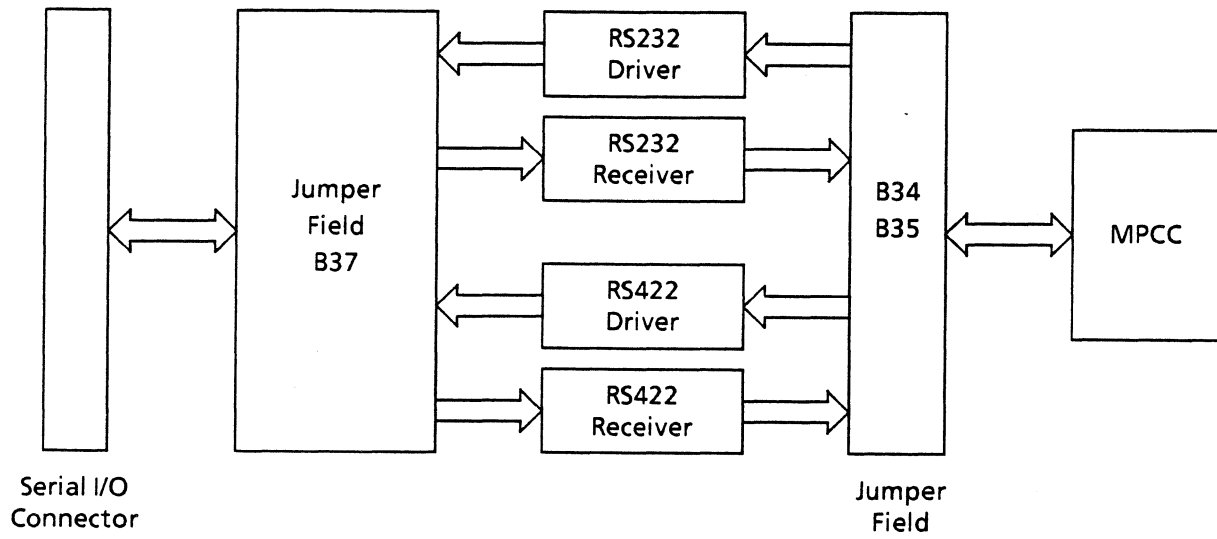 RS232
Driver
RS232
Receiver
Jumper
Field
B37
B34
B35
MPCC
RS422
Driver
RS422
Receiver
Serial I/O
Connector
Jumper
Field